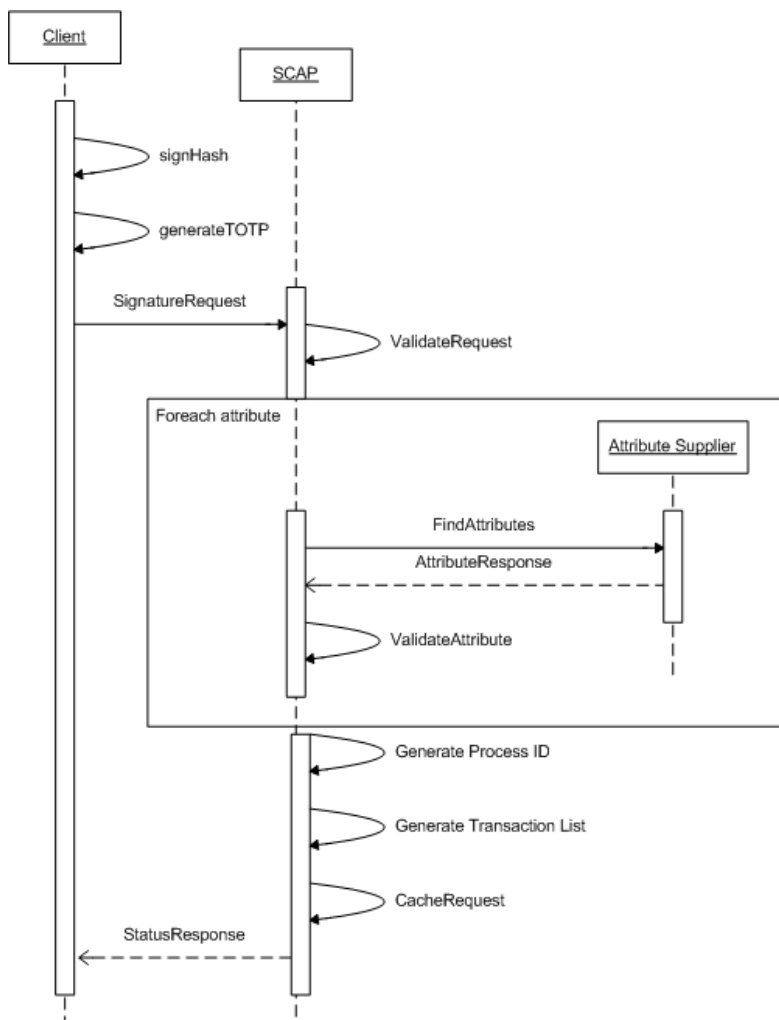 Client
SCAP
signHash
generateTOTP
SignatureRequest
ValidateRequest
Foreach attribute
Attribute Supplier
FindAttributes
AttributeResponse
ValidateAttribute
Generate Process ID
Generate Transaction List
CacheRequest
StatusResponse